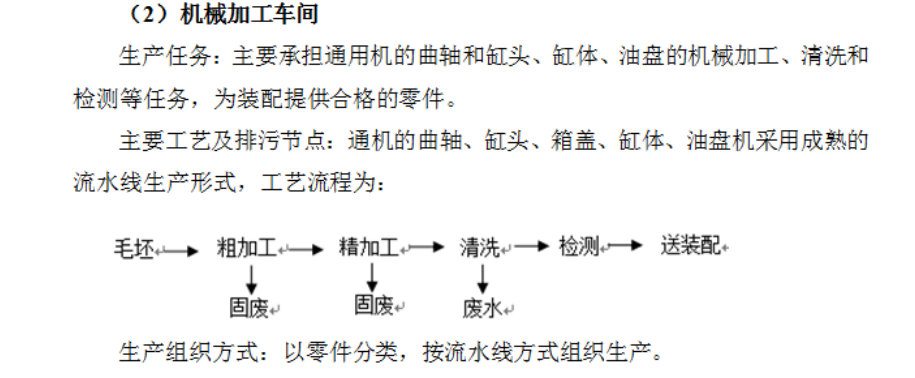 （2）机械加工车间
生产任务：主要承担通用机的曲轴和缸头、缸体、油盘的机械加工、清洗和
检测等任务，为装配提供合格的零件。
主要工艺及排污节点：通机的曲轴、缸头、箱盖、缸体、油盘机采用成熟的
流水线生产形式，工艺流程为：
毛坯 粗加工 精加工 清洗 检测 送装配
固废 固废 废水
生产组织方式：以零件分类，按流水线方式组织生产。